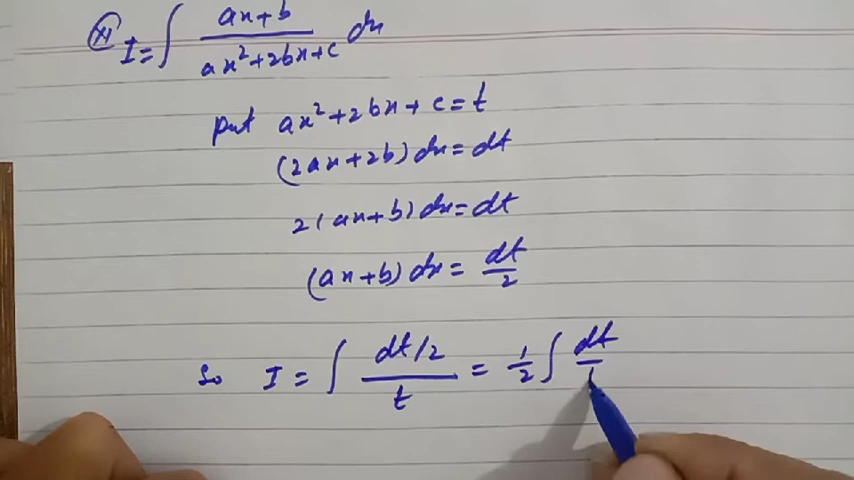 (xi) I = ∫ (ax+b)/(ax²+2bx+c) dx
put ax²+2bx+c = t
(2ax+2b) dx = dt
2(ax+b) dx = dt
(ax+b) dx = dt/2
So I = ∫ (dt/2)/t = 1/2 ∫ dt/